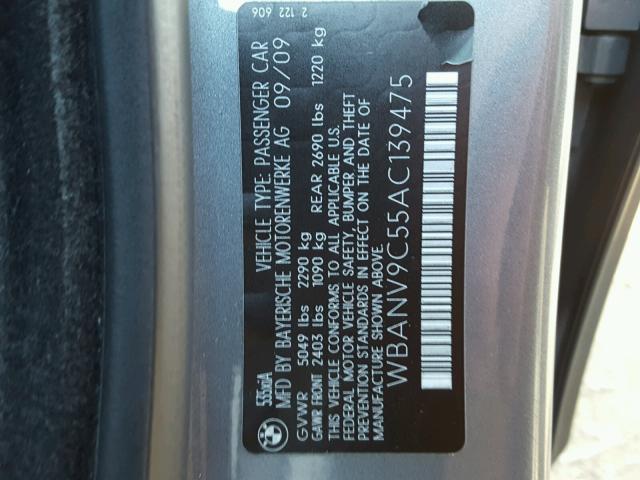 2 122 606
VEHICLE TYPE: PASSENGER CAR
MFD BY BAYERISCHE MOTORENWERKE AG 09/09
GVWR 5049 lbs 2290 kg
GAWR FRONT 2403 lbs 1090 kg REAR 2690 lbs 1220 kg
THIS VEHICLE CONFORMS TO ALL APPLICABLE U.S.
FEDERAL MOTOR VEHICLE SAFETY, BUMPER AND THEFT
PREVENTION STANDARDS IN EFFECT ON THE DATE OF
MANUFACTURE SHOWN ABOVE.
WBANV9C55AC139475